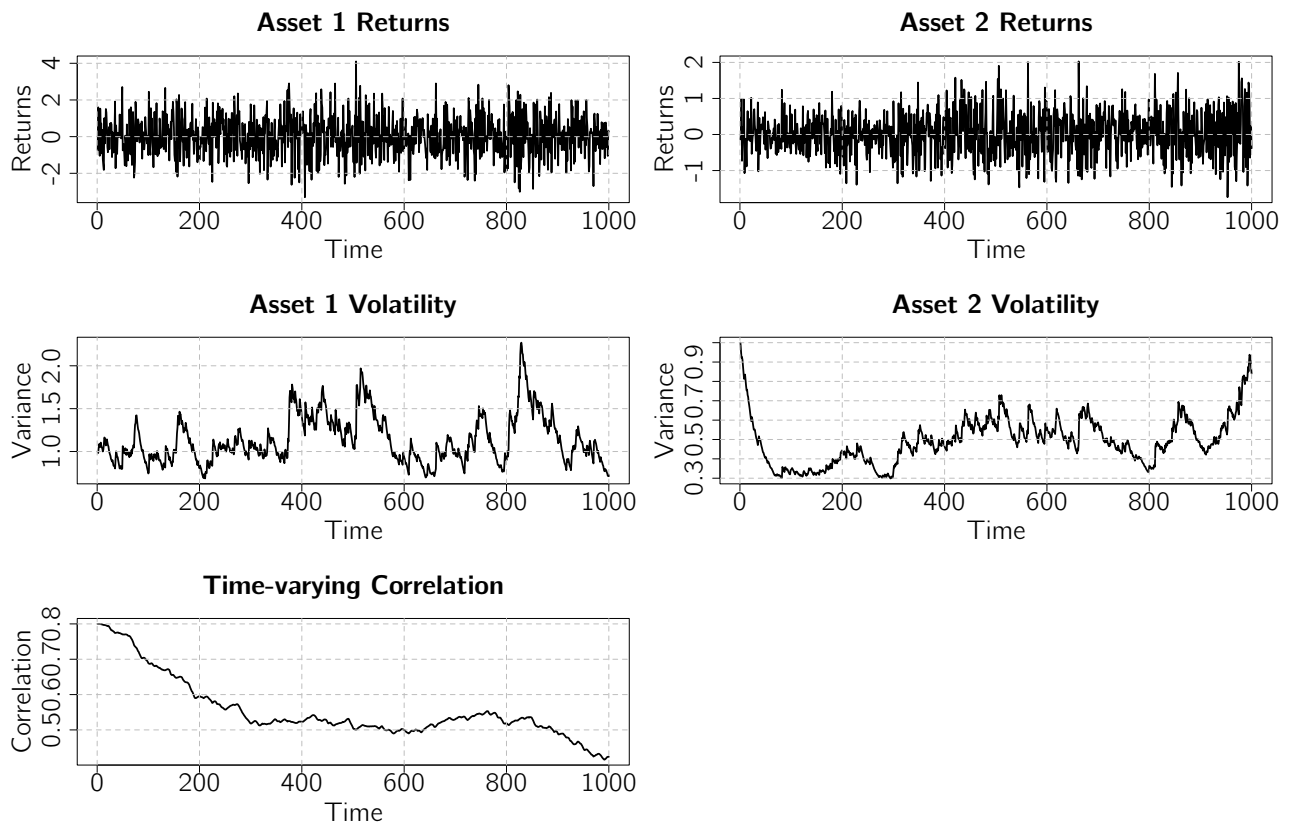 Asset 1 Returns
Returns
-2 0 2 4
0 200 400 600 800 1000
Time
Asset 2 Returns
Returns
-1 0 1 2
0 200 400 600 800 1000
Time
Asset 1 Volatility
Variance
1.0 1.5 2.0
0 200 400 600 800 1000
Time
Asset 2 Volatility
Variance
0.3 0.5 0.7 0.9
0 200 400 600 800 1000
Time
Time-varying Correlation
Correlation
0.5 0.6 0.7 0.8
0 200 400 600 800 1000
Time